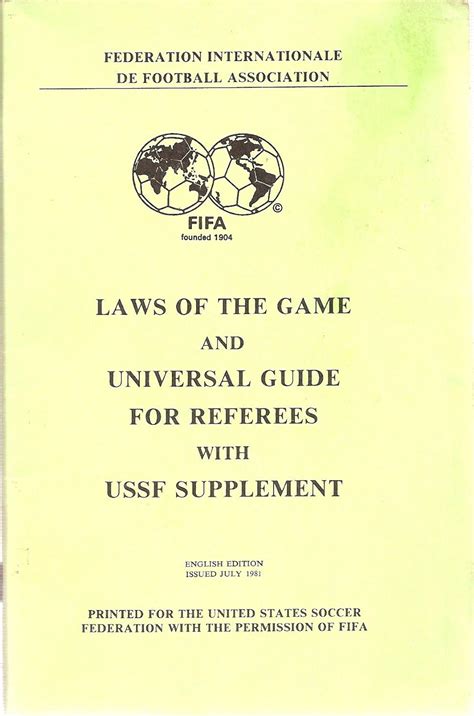 FEDERATION INTERNATIONALE
DE FOOTBALL ASSOCIATION
©
FIFA
founded 1904
LAWS OF THE GAME
AND
UNIVERSAL GUIDE
FOR REFEREES
WITH
USSF SUPPLEMENT
ENGLISH EDITION
ISSUED JULY 1981
PRINTED FOR THE UNITED STATES SOCCER
FEDERATION WITH THE PERMISSION OF FIFA